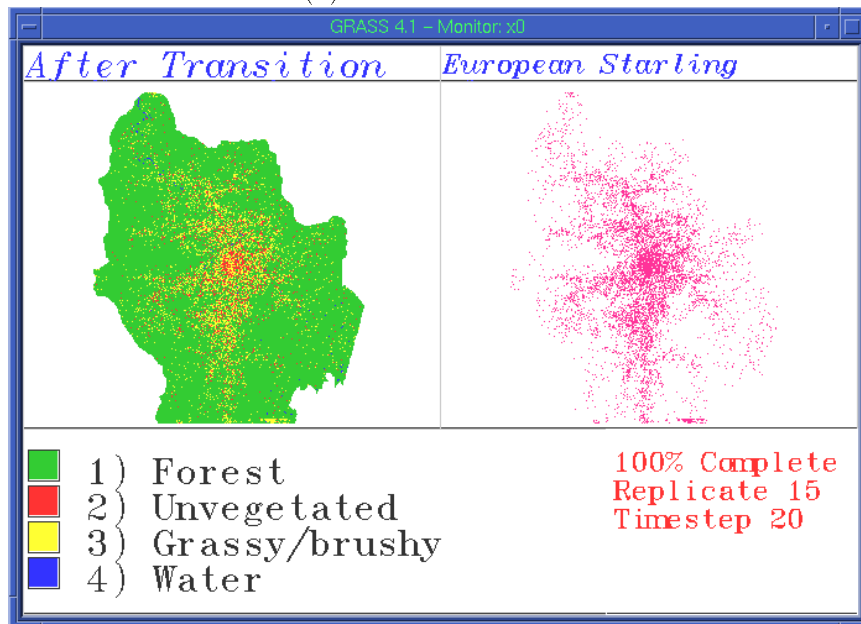 GRASS 4.1 – Monitor: x0
After Transition
European Starling
1) Forest
2) Unvegetated
3) Grassy/brushy
4) Water
100% Complete
Replicate 15
Timestep 20